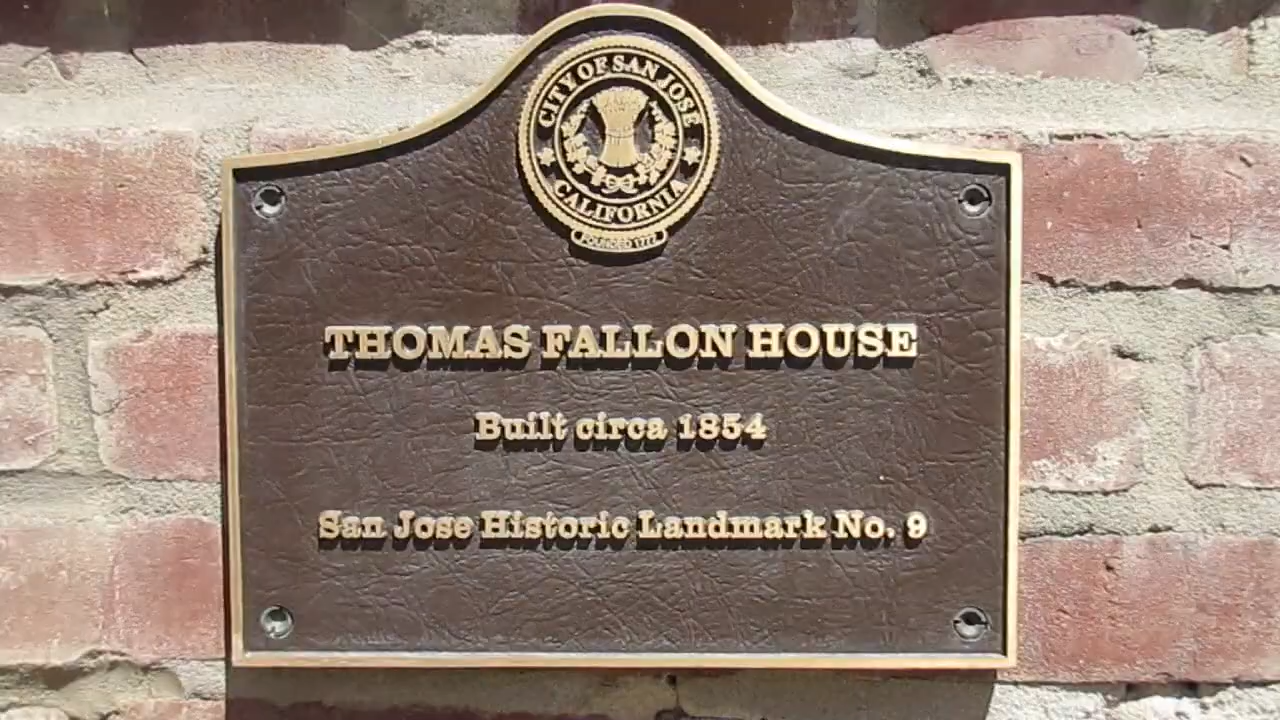 CITY OF SAN JOSE
CALIFORNIA
FOUNDED 1777
THOMAS FALLON HOUSE
Built circa 1854
San Jose Historic Landmark No. 9